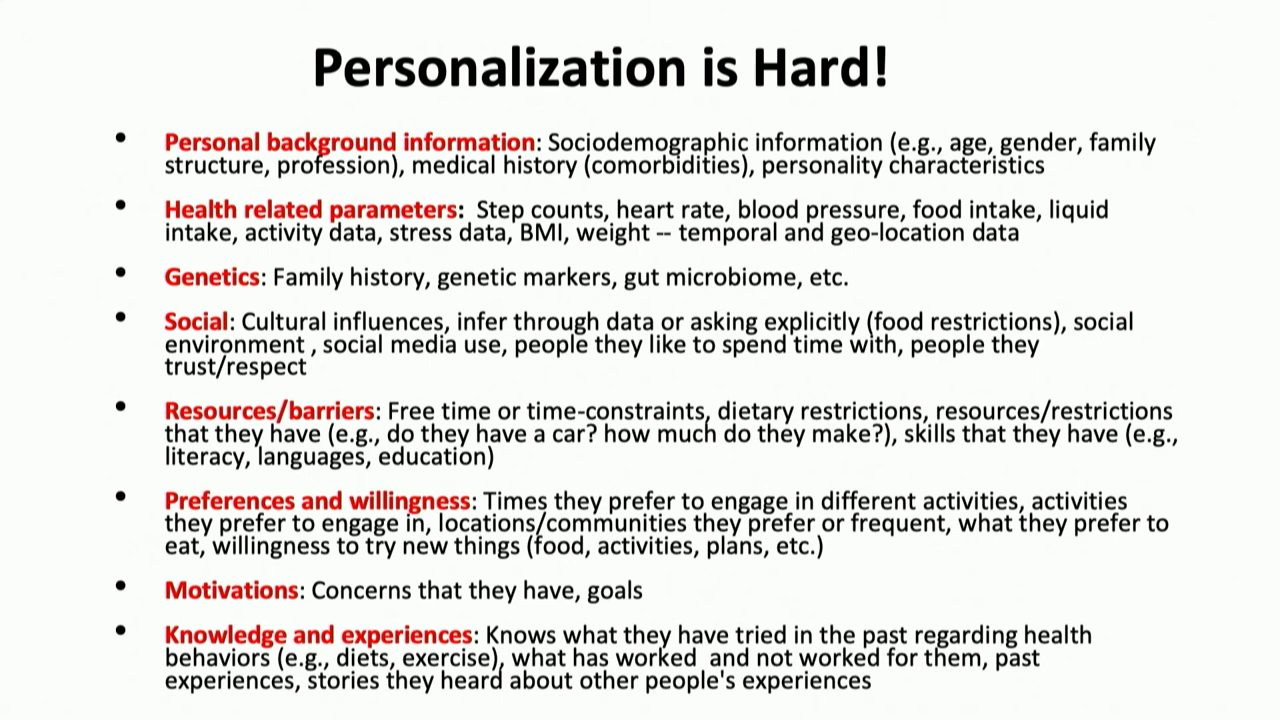 Personalization is Hard!
• Personal background information: Sociodemographic information (e.g., age, gender, family
structure, profession), medical history (comorbidities), personality characteristics
• Health related parameters:  Step counts, heart rate, blood pressure, food intake, liquid
intake, activity data, stress data, BMI, weight -- temporal and geo-location data
• Genetics: Family history, genetic markers, gut microbiome, etc.
• Social: Cultural influences, infer through data or asking explicitly (food restrictions), social
environment , social media use, people they like to spend time with, people they
trust/respect
• Resources/barriers: Free time or time-constraints, dietary restrictions, resources/restrictions
that they have (e.g., do they have a car? how much do they make?), skills that they have (e.g.,
literacy, languages, education)
• Preferences and willingness: Times they prefer to engage in different activities, activities
they prefer to engage in, locations/communities they prefer or frequent, what they prefer to
eat, willingness to try new things (food, activities, plans, etc.)
• Motivations: Concerns that they have, goals
• Knowledge and experiences: Knows what they have tried in the past regarding health
behaviors (e.g., diets, exercise), what has worked  and not worked for them, past
experiences, stories they heard about other people's experiences